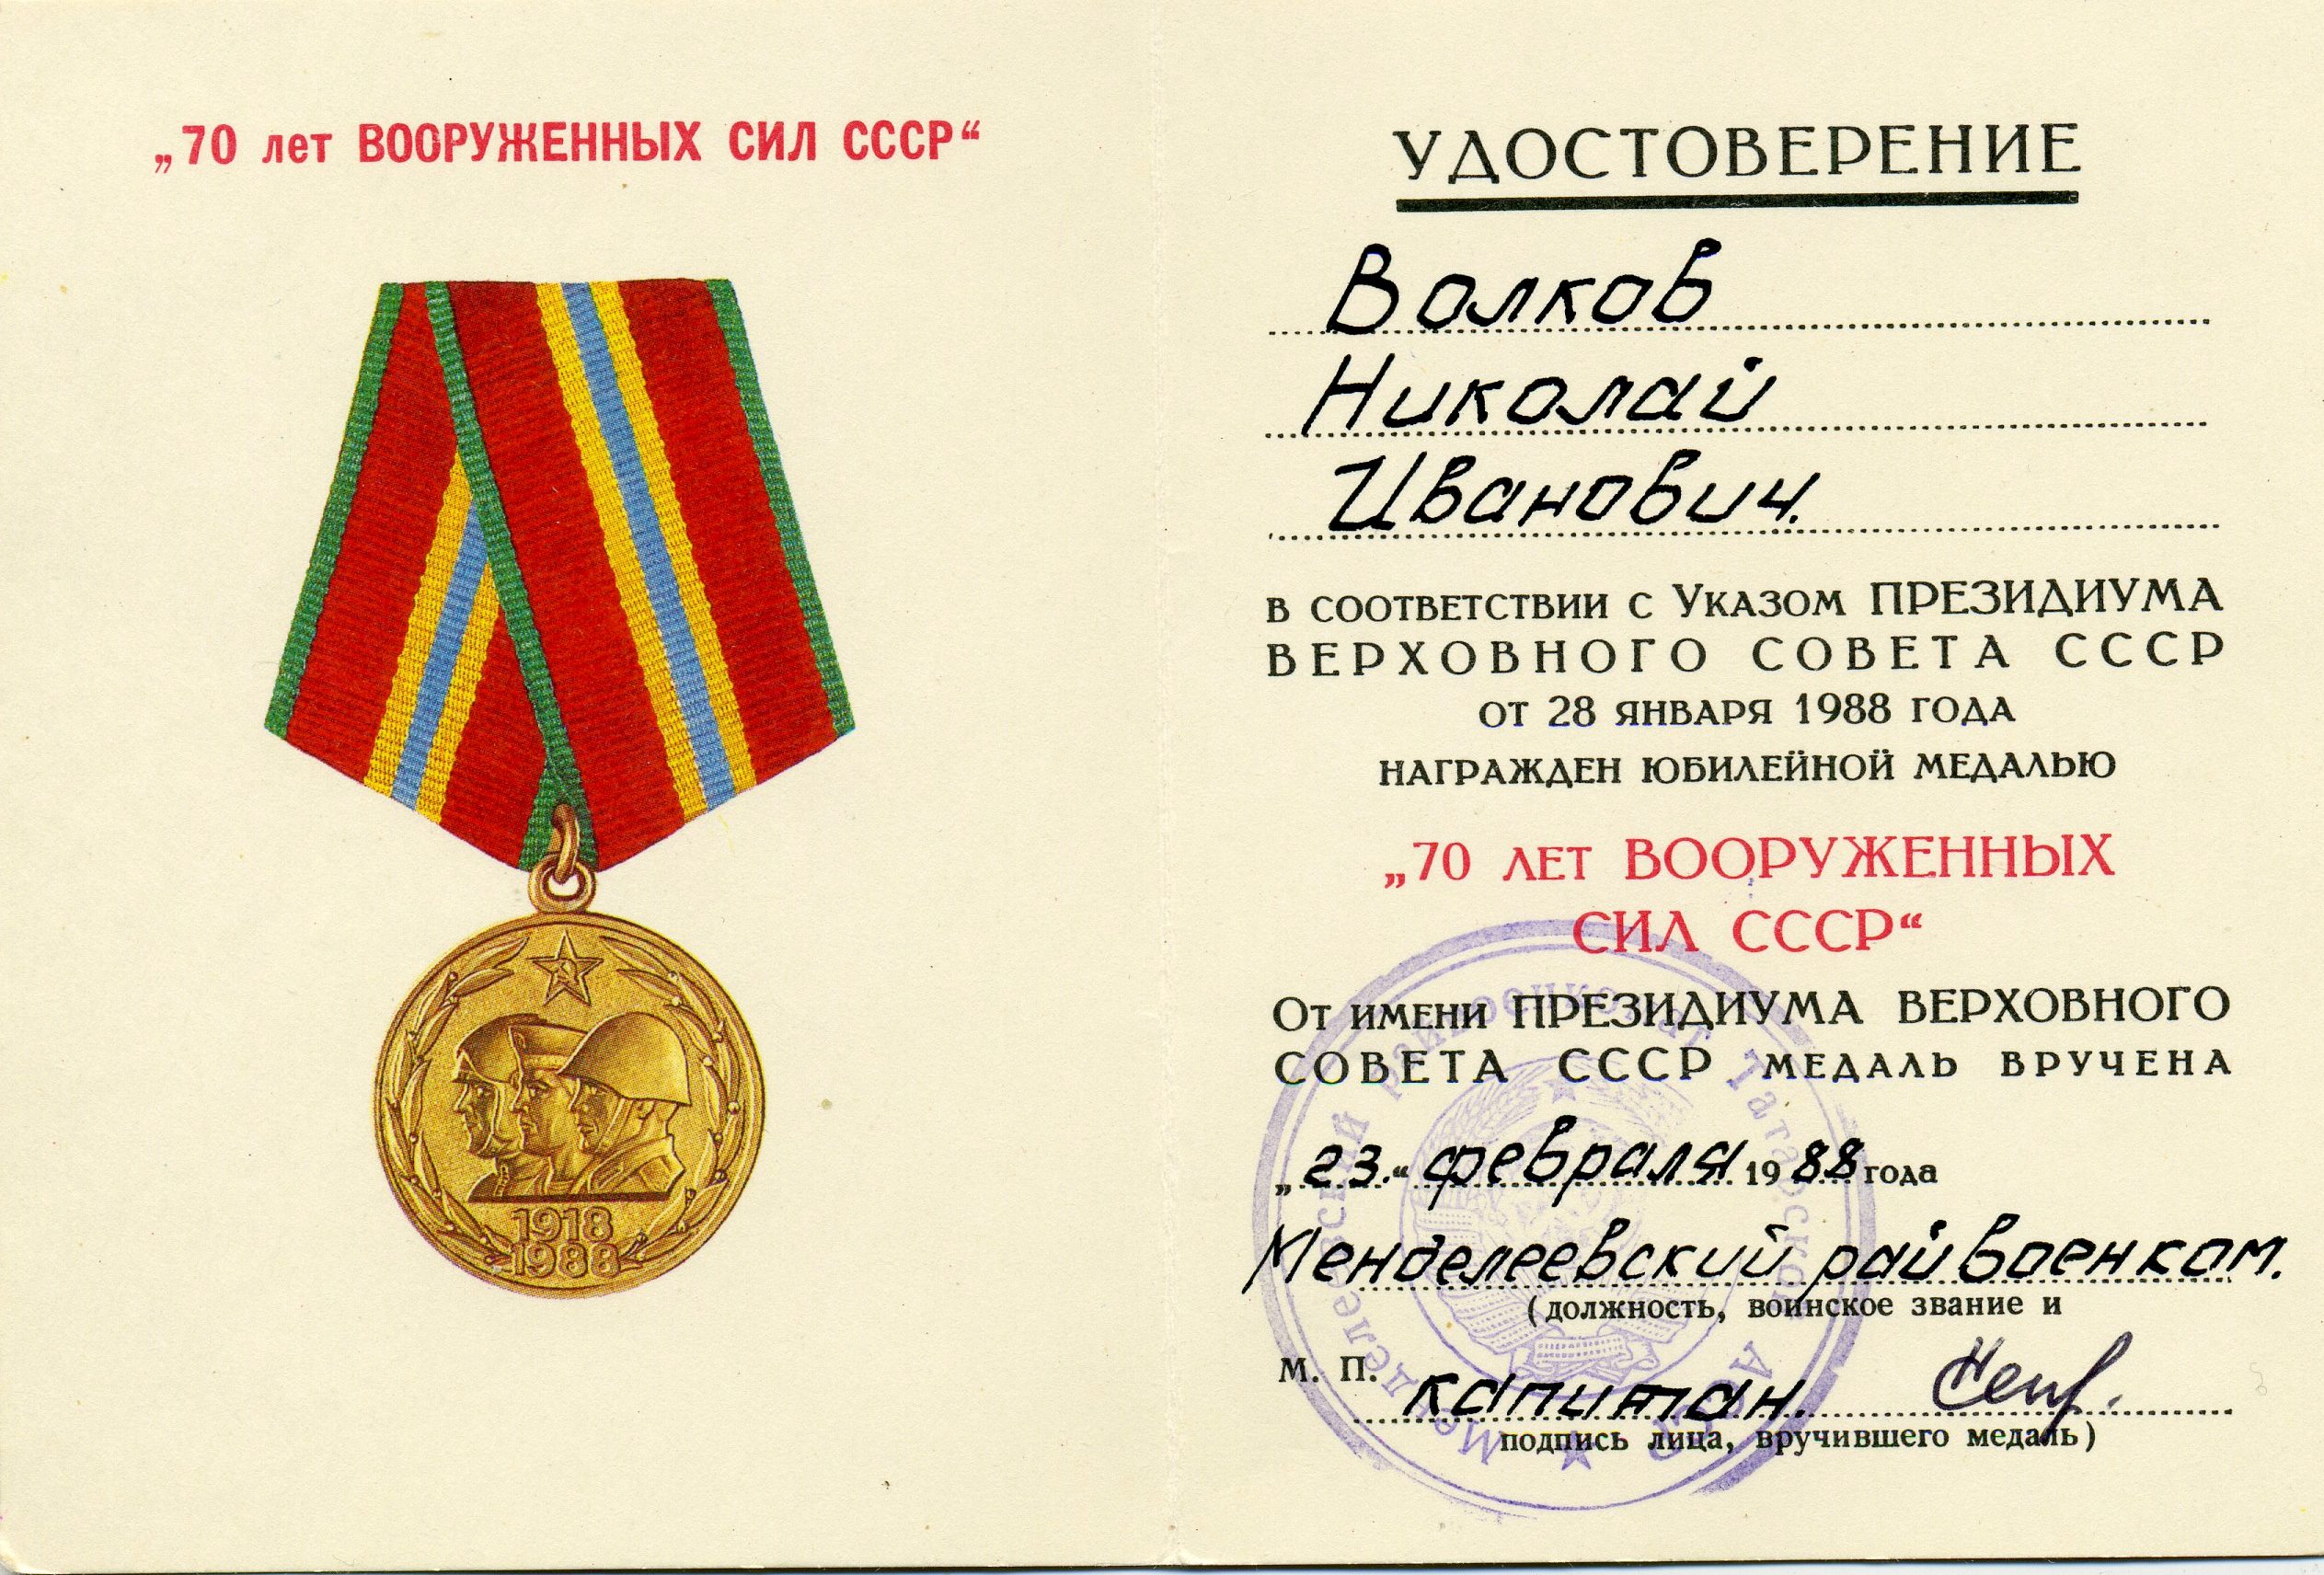 „70 лет ВООРУЖЕННЫХ СИЛ СССР“
1918
1988
УДОСТОВЕРЕНИЕ
Волков
Николай
Иванович.
в соответствии с Указом ПРЕЗИДИУМА
ВЕРХОВНОГО СОВЕТА СССР
от 28 января 1988 года
награжден юбилейной медалью
„70 лет ВООРУЖЕННЫХ
СИЛ СССР“
От имени ПРЕЗИДИУМА ВЕРХОВНОГО
СОВЕТА СССР медаль вручена
„23.“ февраля 1988 года
Менделеевский райвоенком.
(должность, воинское звание и
М. П.
капитан.
подпись лица, вручившего медаль)